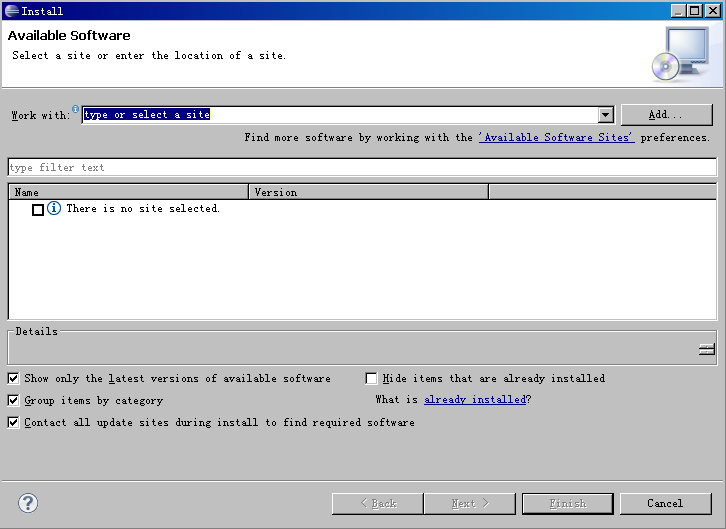 Install
Available Software
Select a site or enter the location of a site.
Work with: type or select a site Add...
Find more software by working with the 'Available Software Sites' preferences.
type filter text
Name Version
There is no site selected.
Details
Show only the latest versions of available software Hide items that are already installed
Group items by category What is already installed?
Contact all update sites during install to find required software
? < Back Next > Finish Cancel